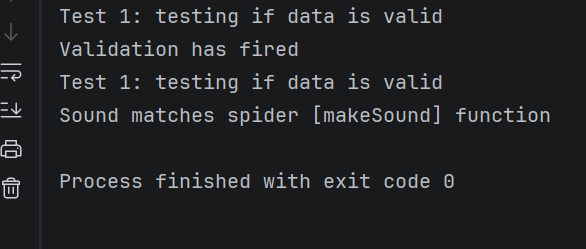 Test 1: testing if data is valid
Validation has fired
Test 1: testing if data is valid
Sound matches spider [makeSound] function
Process finished with exit code 0